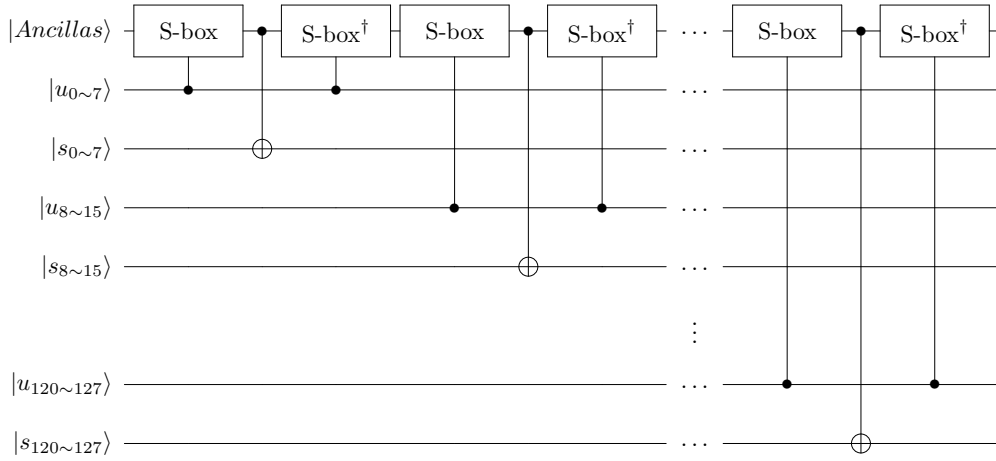 |Ancillas⟩ S-box S-box† S-box S-box† ⋯ S-box S-box†
|u₀∼₇⟩ ⋯
|s₀∼₇⟩ ⋯
|u₈∼₁₅⟩ ⋯
|s₈∼₁₅⟩ ⋯
⋮
|u₁₂₀∼₁₂₇⟩ ⋯
|s₁₂₀∼₁₂₇⟩ ⋯